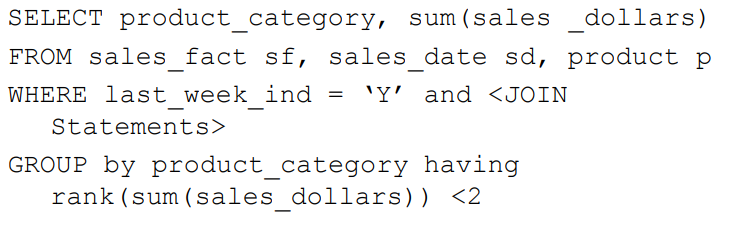 SELECT product_category, sum(sales _dollars)
FROM sales_fact sf, sales_date sd, product p
WHERE last_week_ind = ‘Y’ and <JOIN
Statements>
GROUP by product_category having
rank(sum(sales_dollars)) <2